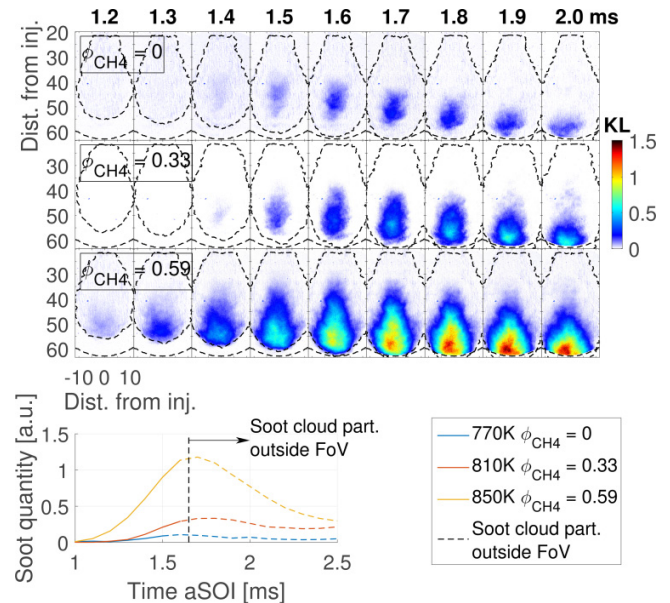 1.2 1.3 1.4 1.5 1.6 1.7 1.8 1.9 2.0 ms
20
ϕCH4 = 0
30
40
50
60
Dist. from inj.
KL
1.5
1
0.5
0
ϕCH4 = 0.33
20
30
40
50
60
ϕCH4 = 0.59
20
30
40
50
60
-10 0 10
Dist. from inj.
Soot quantity [a.u.]
1.5
1
0.5
0
Soot cloud part.
outside FoV
1 1.5 2 2.5
Time aSOI [ms]
770K ϕCH4 = 0
810K ϕCH4 = 0.33
850K ϕCH4 = 0.59
Soot cloud part.
outside FoV